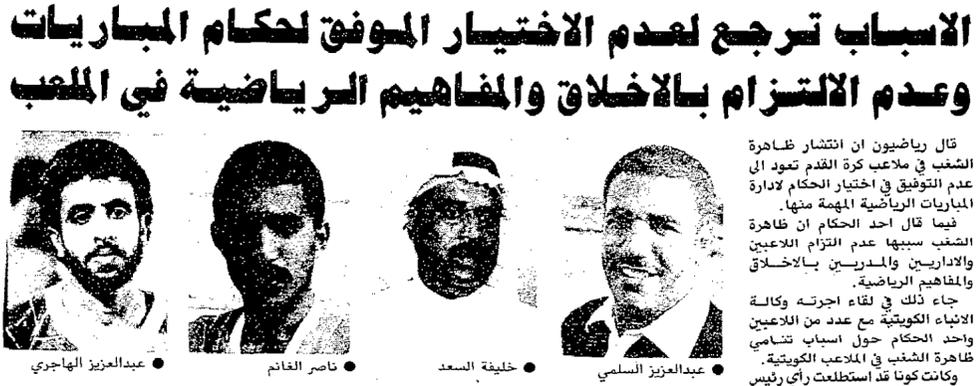 الاسباب ترجع لعدم الاختيار الموفق لحكام المباريات
وعدم الالتزام بالاخلاق والمفاهيم الرياضية في الملعب
قال رياضيون ان انتشار ظاهرة
الشغب في ملاعب كرة القدم تعود الى
عدم التوفيق في اختيار الحكام لادارة
المباريات الرياضية المهمة منها.
فيما قال احد الحكام ان ظاهرة
الشغب سببها عدم التزام اللاعبين
والاداريين والمدربين بالاخلاق
والمفاهيم الرياضية.
جاء ذلك في لقاء اجرته وكالة
الانباء الكويتية مع عدد من اللاعبين
واحد الحكام حول اسباب تنامي
ظاهرة الشغب في الملاعب الكويتية.
وكانت كونا قد استطلعت رأى رئيس
● عبدالعزيز السلمي
● خليفة السعد
● ناصر الغانم
● عبدالعزيز الهاجري